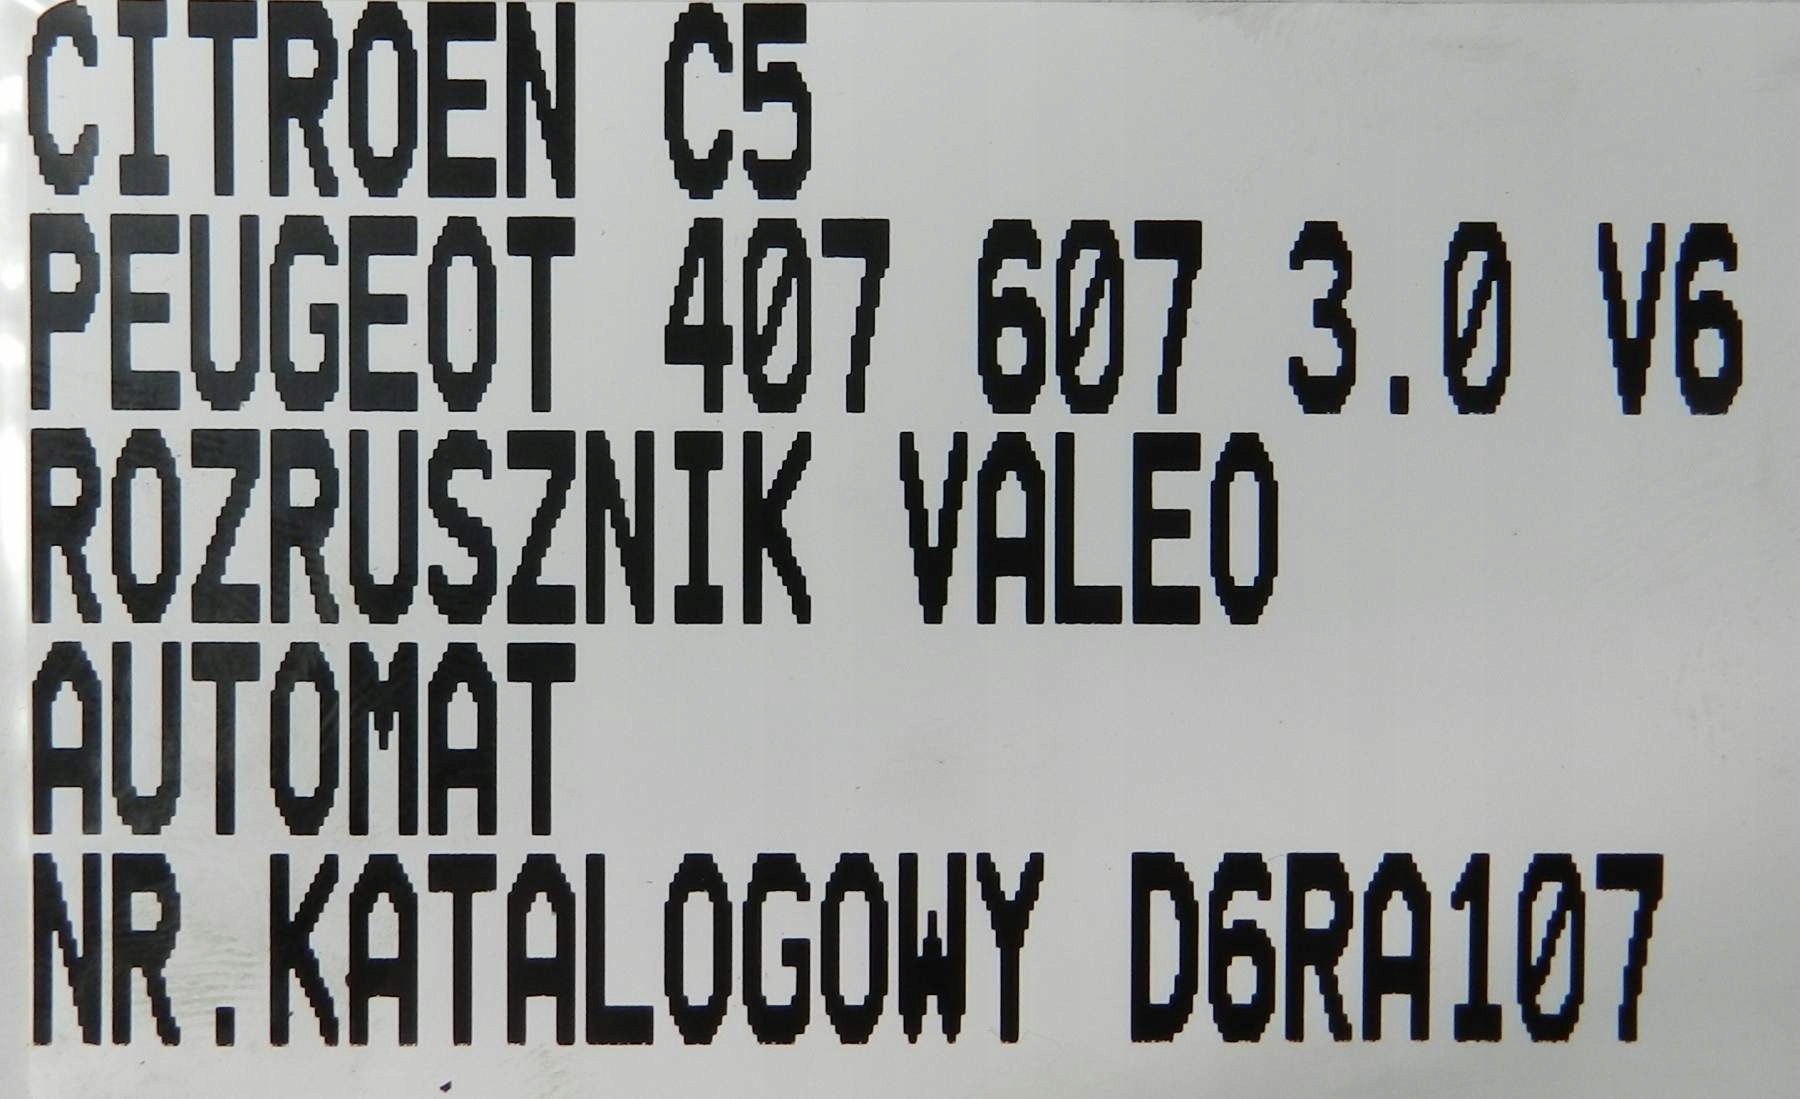 CITROEN C5
PEUGEOT 407 607 3.0 V6
ROZRUSZNIK VALEO
AUTOMAT
NR.KATALOGOWY D6RA107